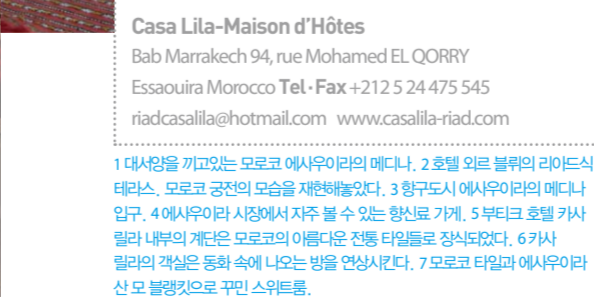 Casa Lila-Maison d’Hôtes
Bab Marrakech 94, rue Mohamed EL QORRY
Essaouira Morocco Tel·Fax +212 5 24 475 545
riadcasalila@hotmail.com www.casalila-riad.com
1 대서양을 끼고있는 모로코 에사우이라의 메디나. 2 호텔 외르 블뤼의 리아드식
테라스. 모로코 궁전의 모습을 재현해놓았다. 3 항구도시 에사우이라의 메디나
입구. 4 에사우이라 시장에서 자주 볼 수 있는 향신료 가게. 5 부티크 호텔 카사
릴라 내부의 계단은 모로코의 아름다운 전통 타일들로 장식되었다. 6 카사
릴라의 객실은 동화 속에 나오는 방을 연상시킨다. 7 모로코 타일과 에사우이라
산 모 블랭킷으로 꾸민 스위트룸.